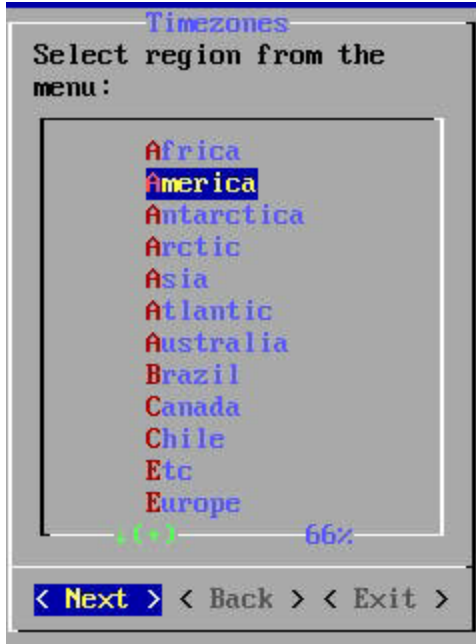 Timezones
Select region from the
menu:
Africa
America
Antarctica
Arctic
Asia
Atlantic
Australia
Brazil
Canada
Chile
Etc
Europe
↓(+) 66%
< Next > < Back > < Exit >